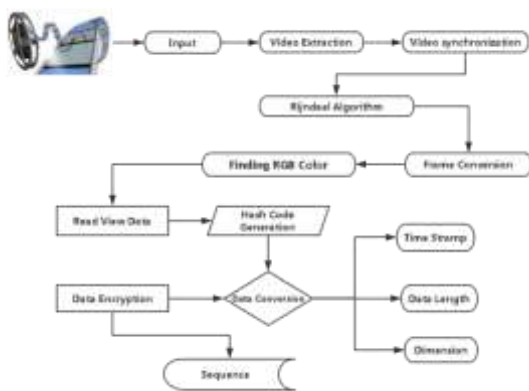 Input
Video Extraction
Video synchronization
Rijndeal Algorithm
Finding RGB Color
Frame Conversion
Read View Data
Hash Code
Generation
Time Stamp
Data Encryption
Data Conversion
Data Length
Sequence
Dimension